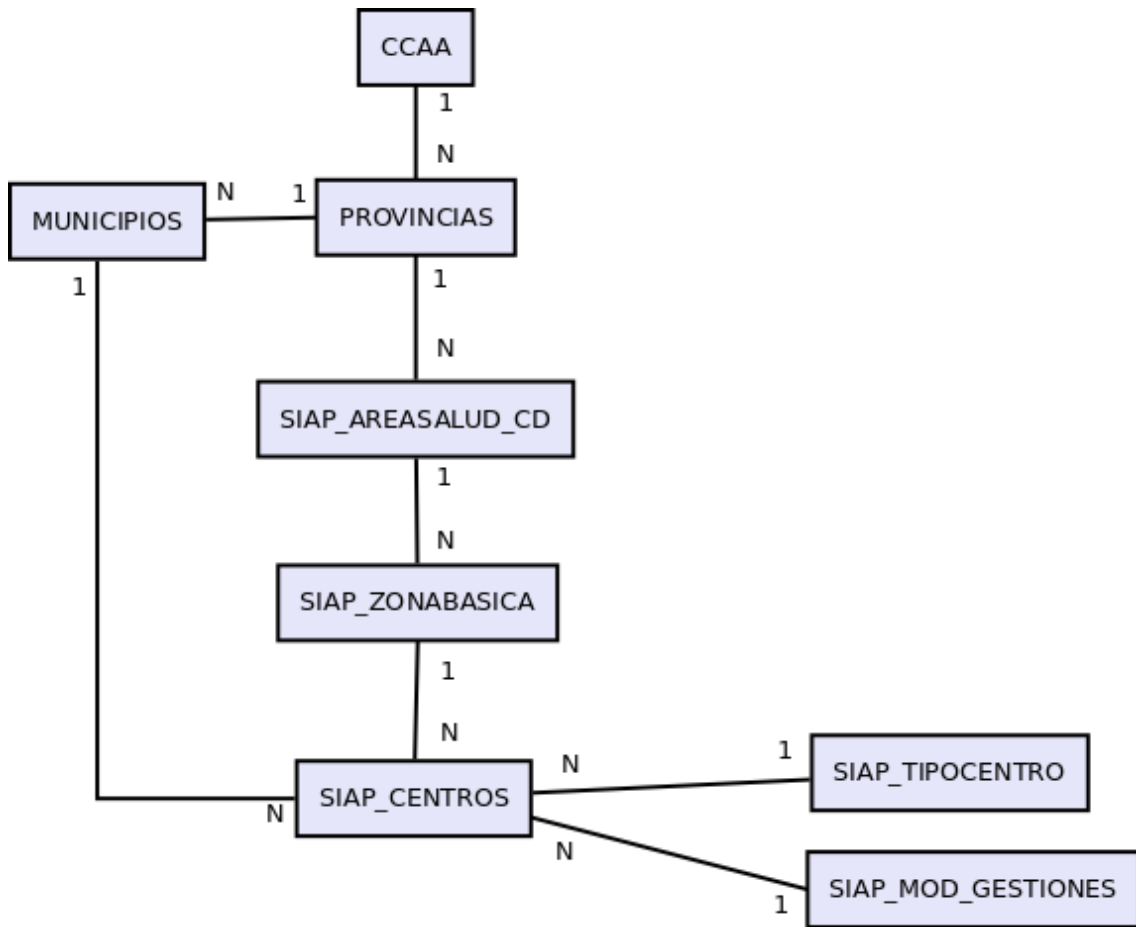 CCAA
1
N
MUNICIPIOS
N
1
PROVINCIAS
1
1
N
SIAP_AREASALUD_CD
1
N
SIAP_ZONABASICA
1
N
SIAP_CENTROS
N
N
1
SIAP_TIPOCENTRO
N
1
SIAP_MOD_GESTIONES